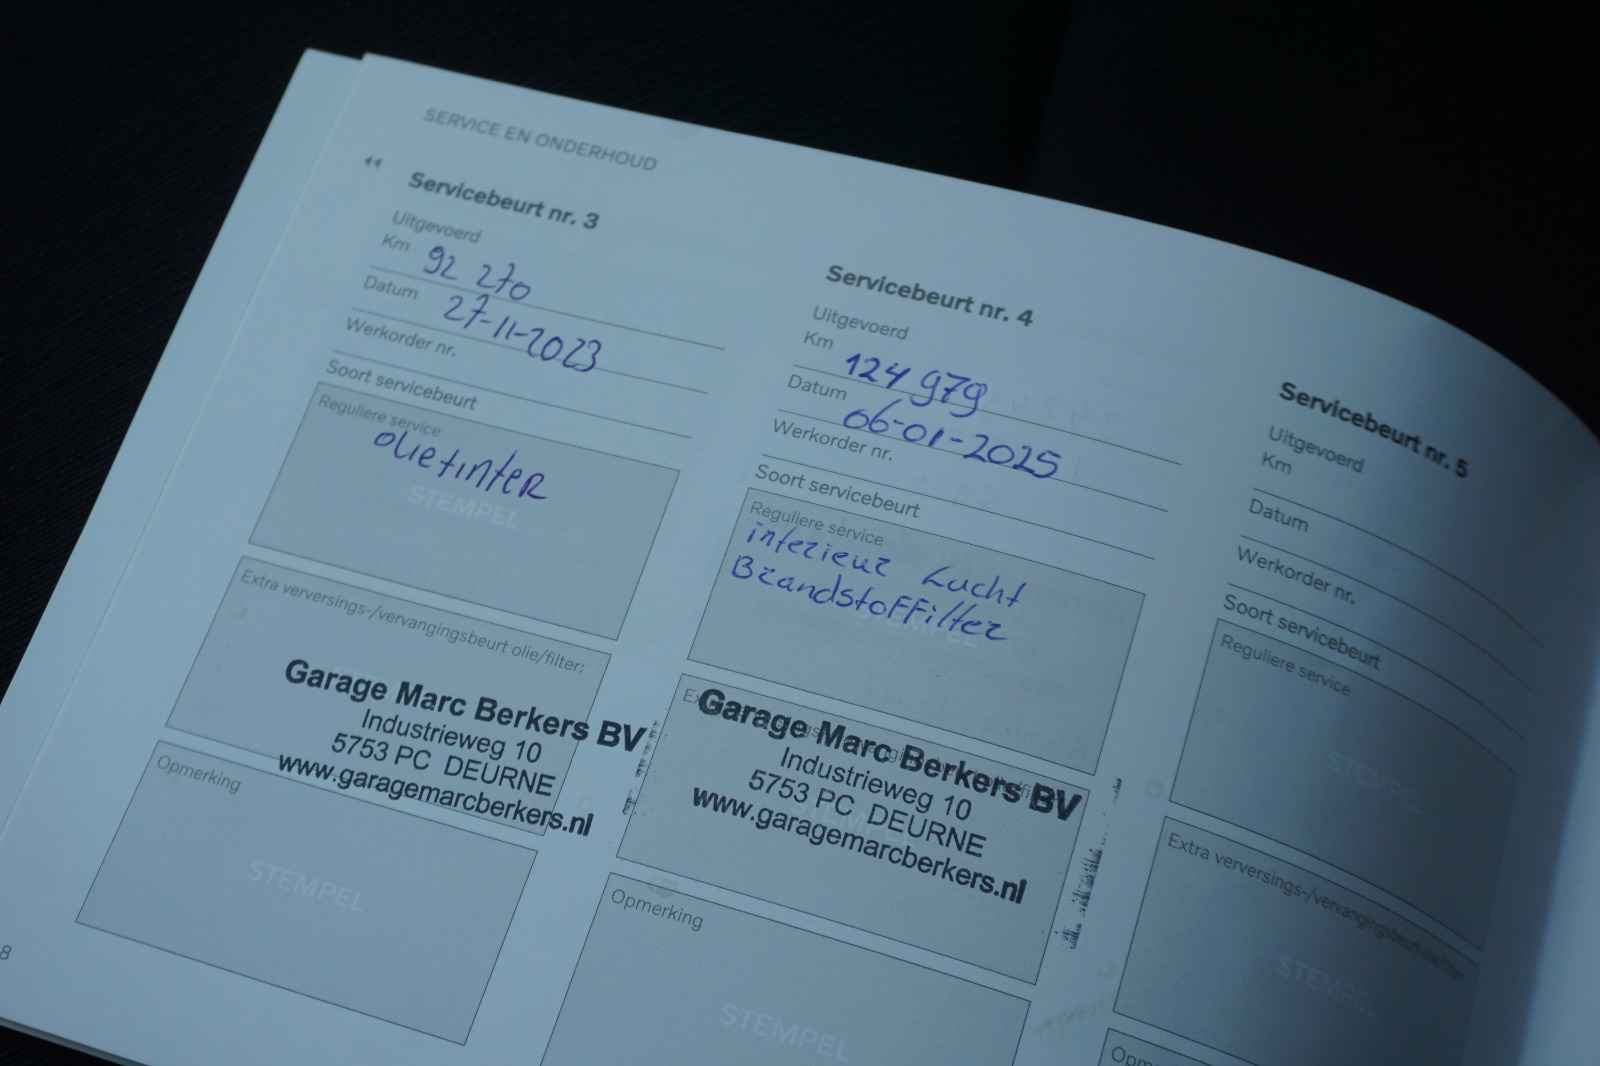 SERVICE EN ONDERHOUD
Servicebeurt nr. 3
Uitgevoerd
Km 92 270
Datum 27-11-2023
Werkorder nr.
Soort servicebeurt
Reguliere service
STEMPEL
Extra verversings-/vervangingsbeurt olie/filter:
Garage Marc Berkers BV
Industrieweg 10
5753 PC DEURNE
www.garagemarcberkers.nl
Opmerking
STEMPEL
8
Servicebeurt nr. 4
Uitgevoerd
Km 124 979
Datum 06-01-2025
Werkorder nr.
Soort servicebeurt
Reguliere service
interieur Lucht
Brandstoffilter
Garage Marc Berkers BV
Industrieweg 10
5753 PC DEURNE
www.garagemarcberkers.nl
Opmerking
STEMPEL
Servicebeurt nr. 5
Uitgevoerd
Km
Datum
Werkorder nr.
Soort servicebeurt
Reguliere service
STEMPEL
Extra verversings-/vervangingsbeurt olie/filter:
STEMPEL
Opm